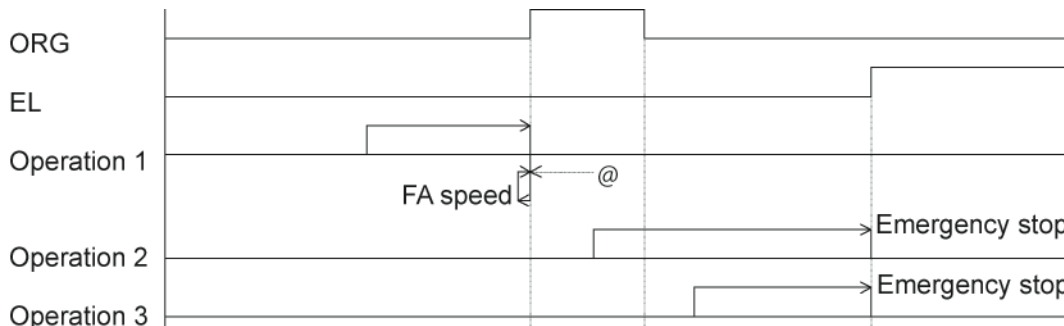 ORG
EL
Operation 1
@
FA speed
Emergency stop
Operation 2
Emergency stop
Operation 3